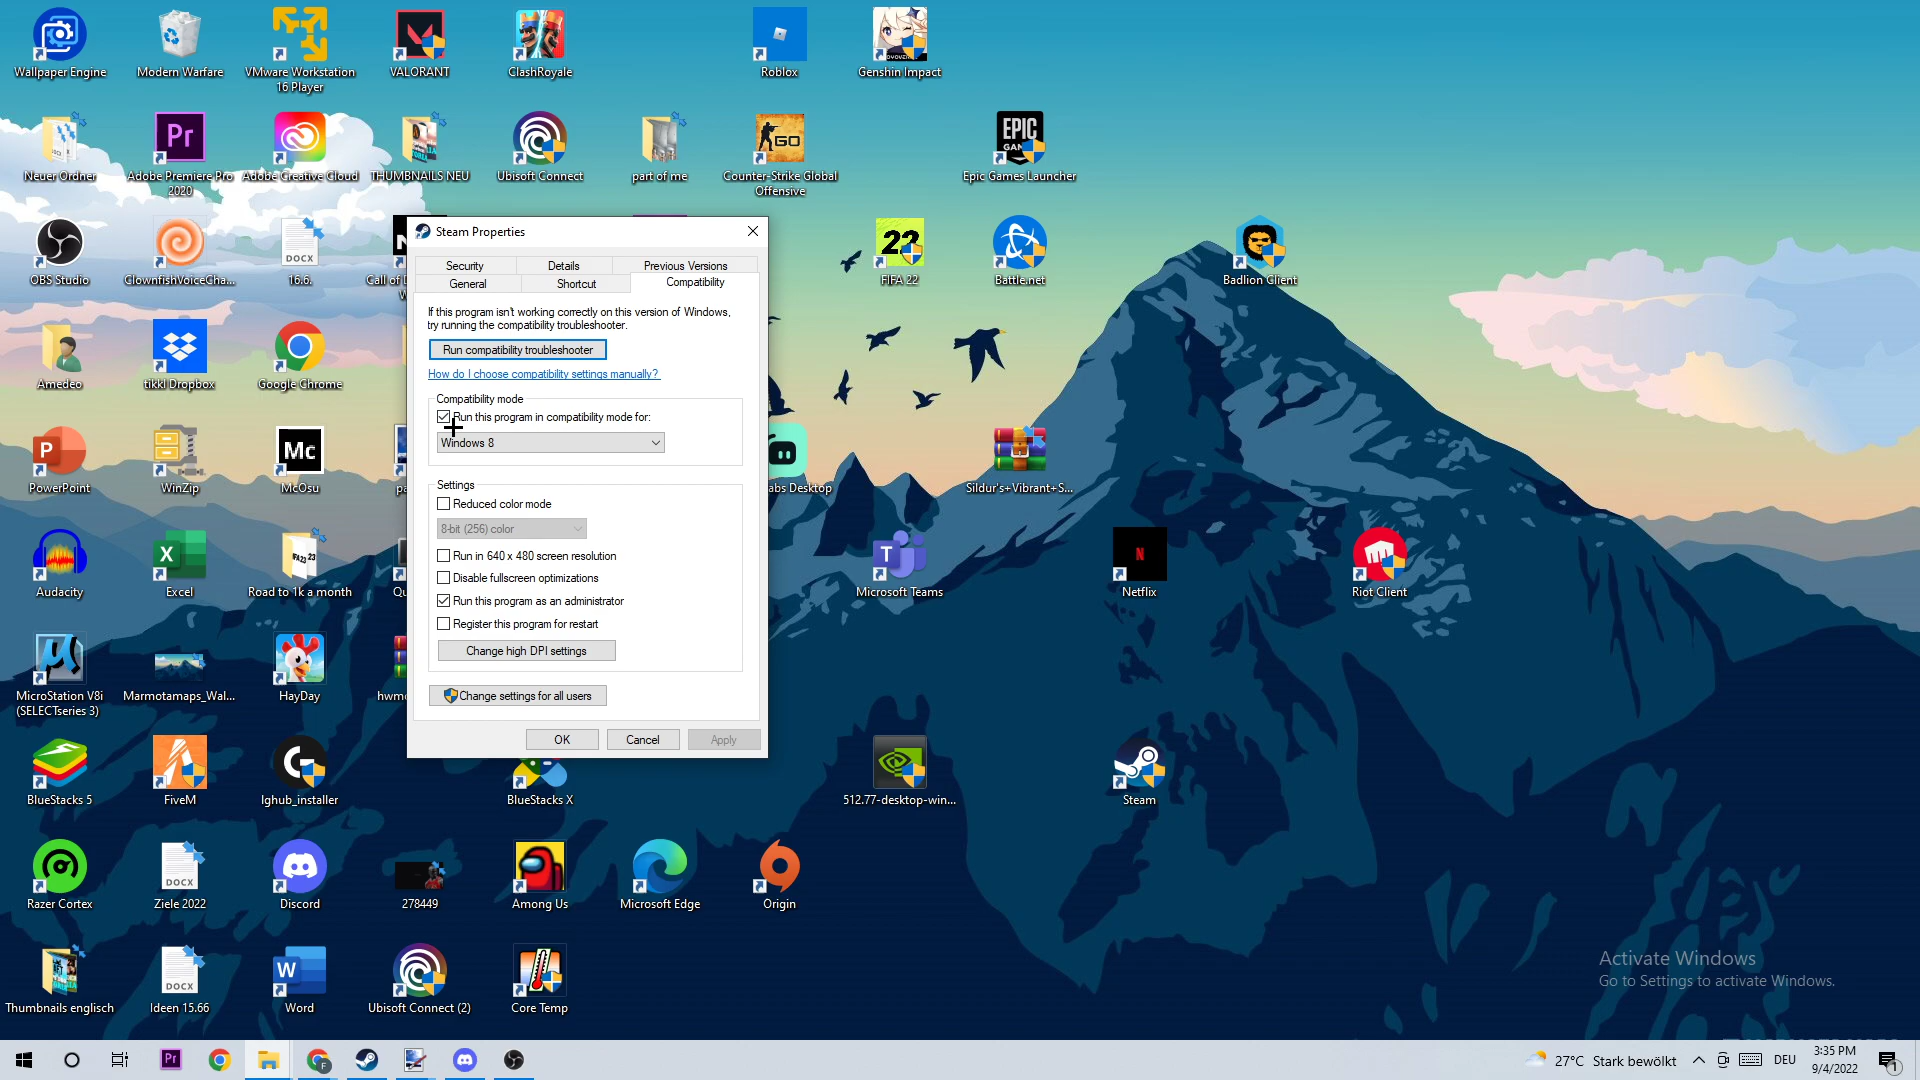 Wallpaper Engine
Modern Warfare
VMware Workstation
16 Player
VALORANT
ClashRoyale
Roblox
Genshin Impact
Neuer Ordner
Adobe Premiere Pro
2020
Adobe Creative Cloud
THUMBNAILS NEU
Ubisoft Connect
part of me
Counter-Strike Global
Offensive
Epic Games Launcher
OBS Studio
ClownfishVoiceCha...
16.6.
FIFA 22
Battle.net
Badlion Client
Amedeo
tikkl Dropbox
Google Chrome
PowerPoint
WinZip
McOsu
Sildur's+Vibrant+S...
Audacity
Excel
Road to 1k a month
Microsoft Teams
Netflix
Riot Client
MicroStation V8i
(SELECTseries 3)
Marmotamaps_Wal...
HayDay
BlueStacks 5
FiveM
lghub_installer
BlueStacks X
512.77-desktop-win...
Steam
Razer Cortex
Ziele 2022
Discord
278449
Among Us
Microsoft Edge
Origin
Thumbnails englisch
Ideen 15.66
Word
Ubisoft Connect (2)
Core Temp
Steam Properties
Security
Details
Previous Versions
General
Shortcut
Compatibility
If this program isn't working correctly on this version of Windows,
try running the compatibility troubleshooter.
Run compatibility troubleshooter
How do I choose compatibility settings manually?
Compatibility mode
Run this program in compatibility mode for:
Windows 8
Settings
Reduced color mode
8-bit (256) color
Run in 640 x 480 screen resolution
Disable fullscreen optimizations
Run this program as an administrator
Register this program for restart
Change high DPI settings
Change settings for all users
OK
Cancel
Apply
Activate Windows
Go to Settings to activate Windows.
27°C Stark bewölkt
DEU
3:35 PM
9/4/2022